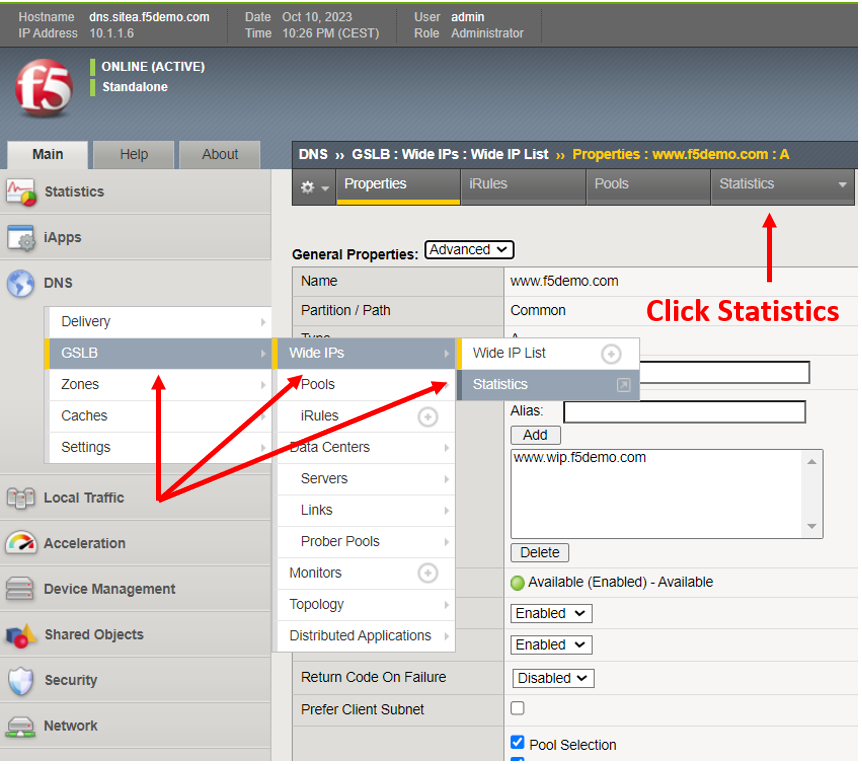 Hostname dns.sitea.f5demo.com Date Oct 10, 2023 User admin
IP Address 10.1.1.6 Time 10:26 PM (CEST) Role Administrator
f5
ONLINE (ACTIVE)
Standalone
Main Help About
DNS ›› GSLB : Wide IPs : Wide IP List ›› Properties : www.f5demo.com : A
Properties iRules Pools Statistics
Statistics
iApps
DNS
Delivery
GSLB
Zones
Caches
Settings
Local Traffic
Acceleration
Device Management
Shared Objects
Security
Network
Wide IPs
Pools
iRules
Data Centers
Servers
Links
Prober Pools
Monitors
Topology
Distributed Applications
Wide IP List
Statistics
General Properties: Advanced
Name www.f5demo.com
Partition / Path Common
Click Statistics
Alias:
Add
www.wip.f5demo.com
Delete
Available (Enabled) - Available
Enabled
Enabled
Return Code On Failure Disabled
Prefer Client Subnet
Pool Selection